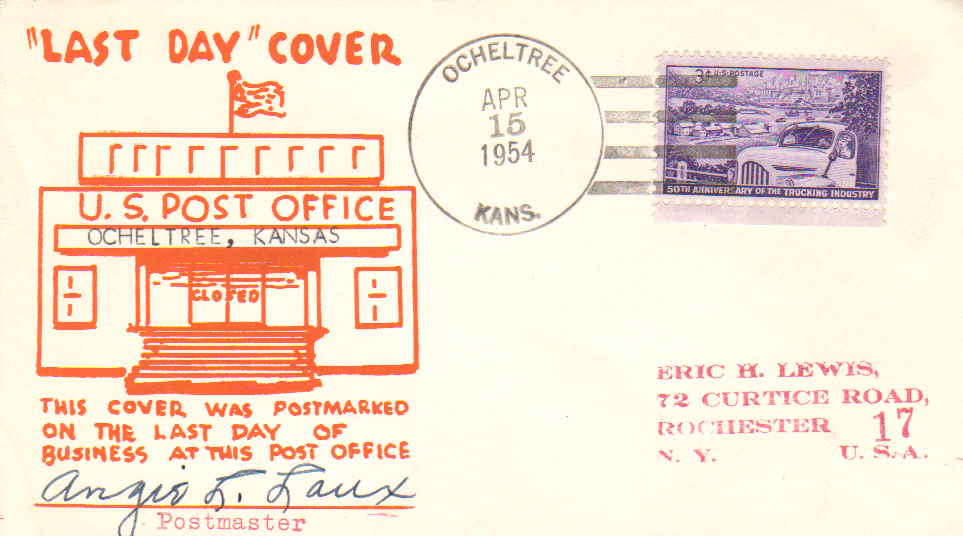 "LAST DAY" COVER
U.S. POST OFFICE
OCHELTREE, KANSAS
CLOSED
THIS COVER WAS POSTMARKED
ON THE LAST DAY OF
BUSINESS AT THIS POST OFFICE
Angie L. Laux
Postmaster
OCHELTREE
APR
15
1954
KANS.
3¢ U.S. POSTAGE
50TH ANNIVERSARY OF THE TRUCKING INDUSTRY
ERIC H. LEWIS,
72 CURTICE ROAD,
ROCHESTER 17
N. Y. U. S. A.